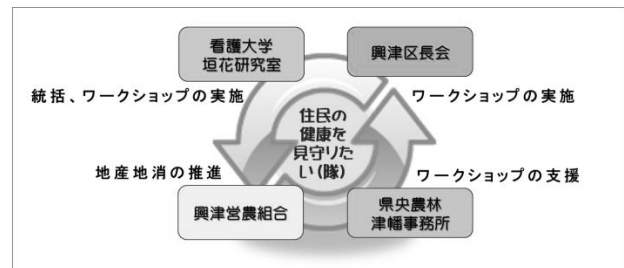 看護大学
垣花研究室
興津区長会
統括、ワークショップの実施
ワークショップの実施
住民の
健康を
見守りた
い(隊)
地産地消の推進
ワークショップの支援
興津営農組合
県央農林
津幡事務所